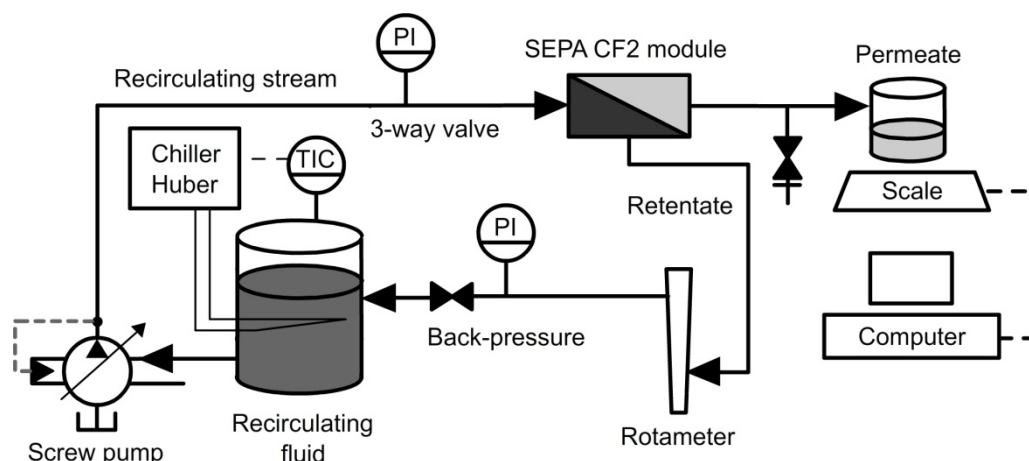 PI
SEPA CF2 module
Permeate
Recirculating stream
3-way valve
Chiller
Huber
TIC
Scale
Retentate
PI
Back-pressure
Computer
Recirculating
fluid
Rotameter
Screw pump